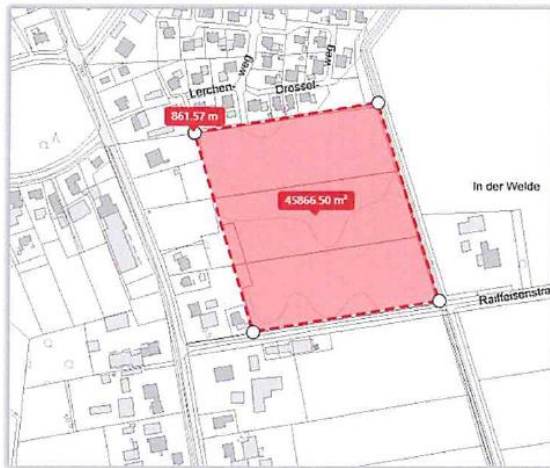 Lerchen-
weg
Drossel-
weg
861.57 m
45866.50 m²
In der Welde
Raiffeisenstra